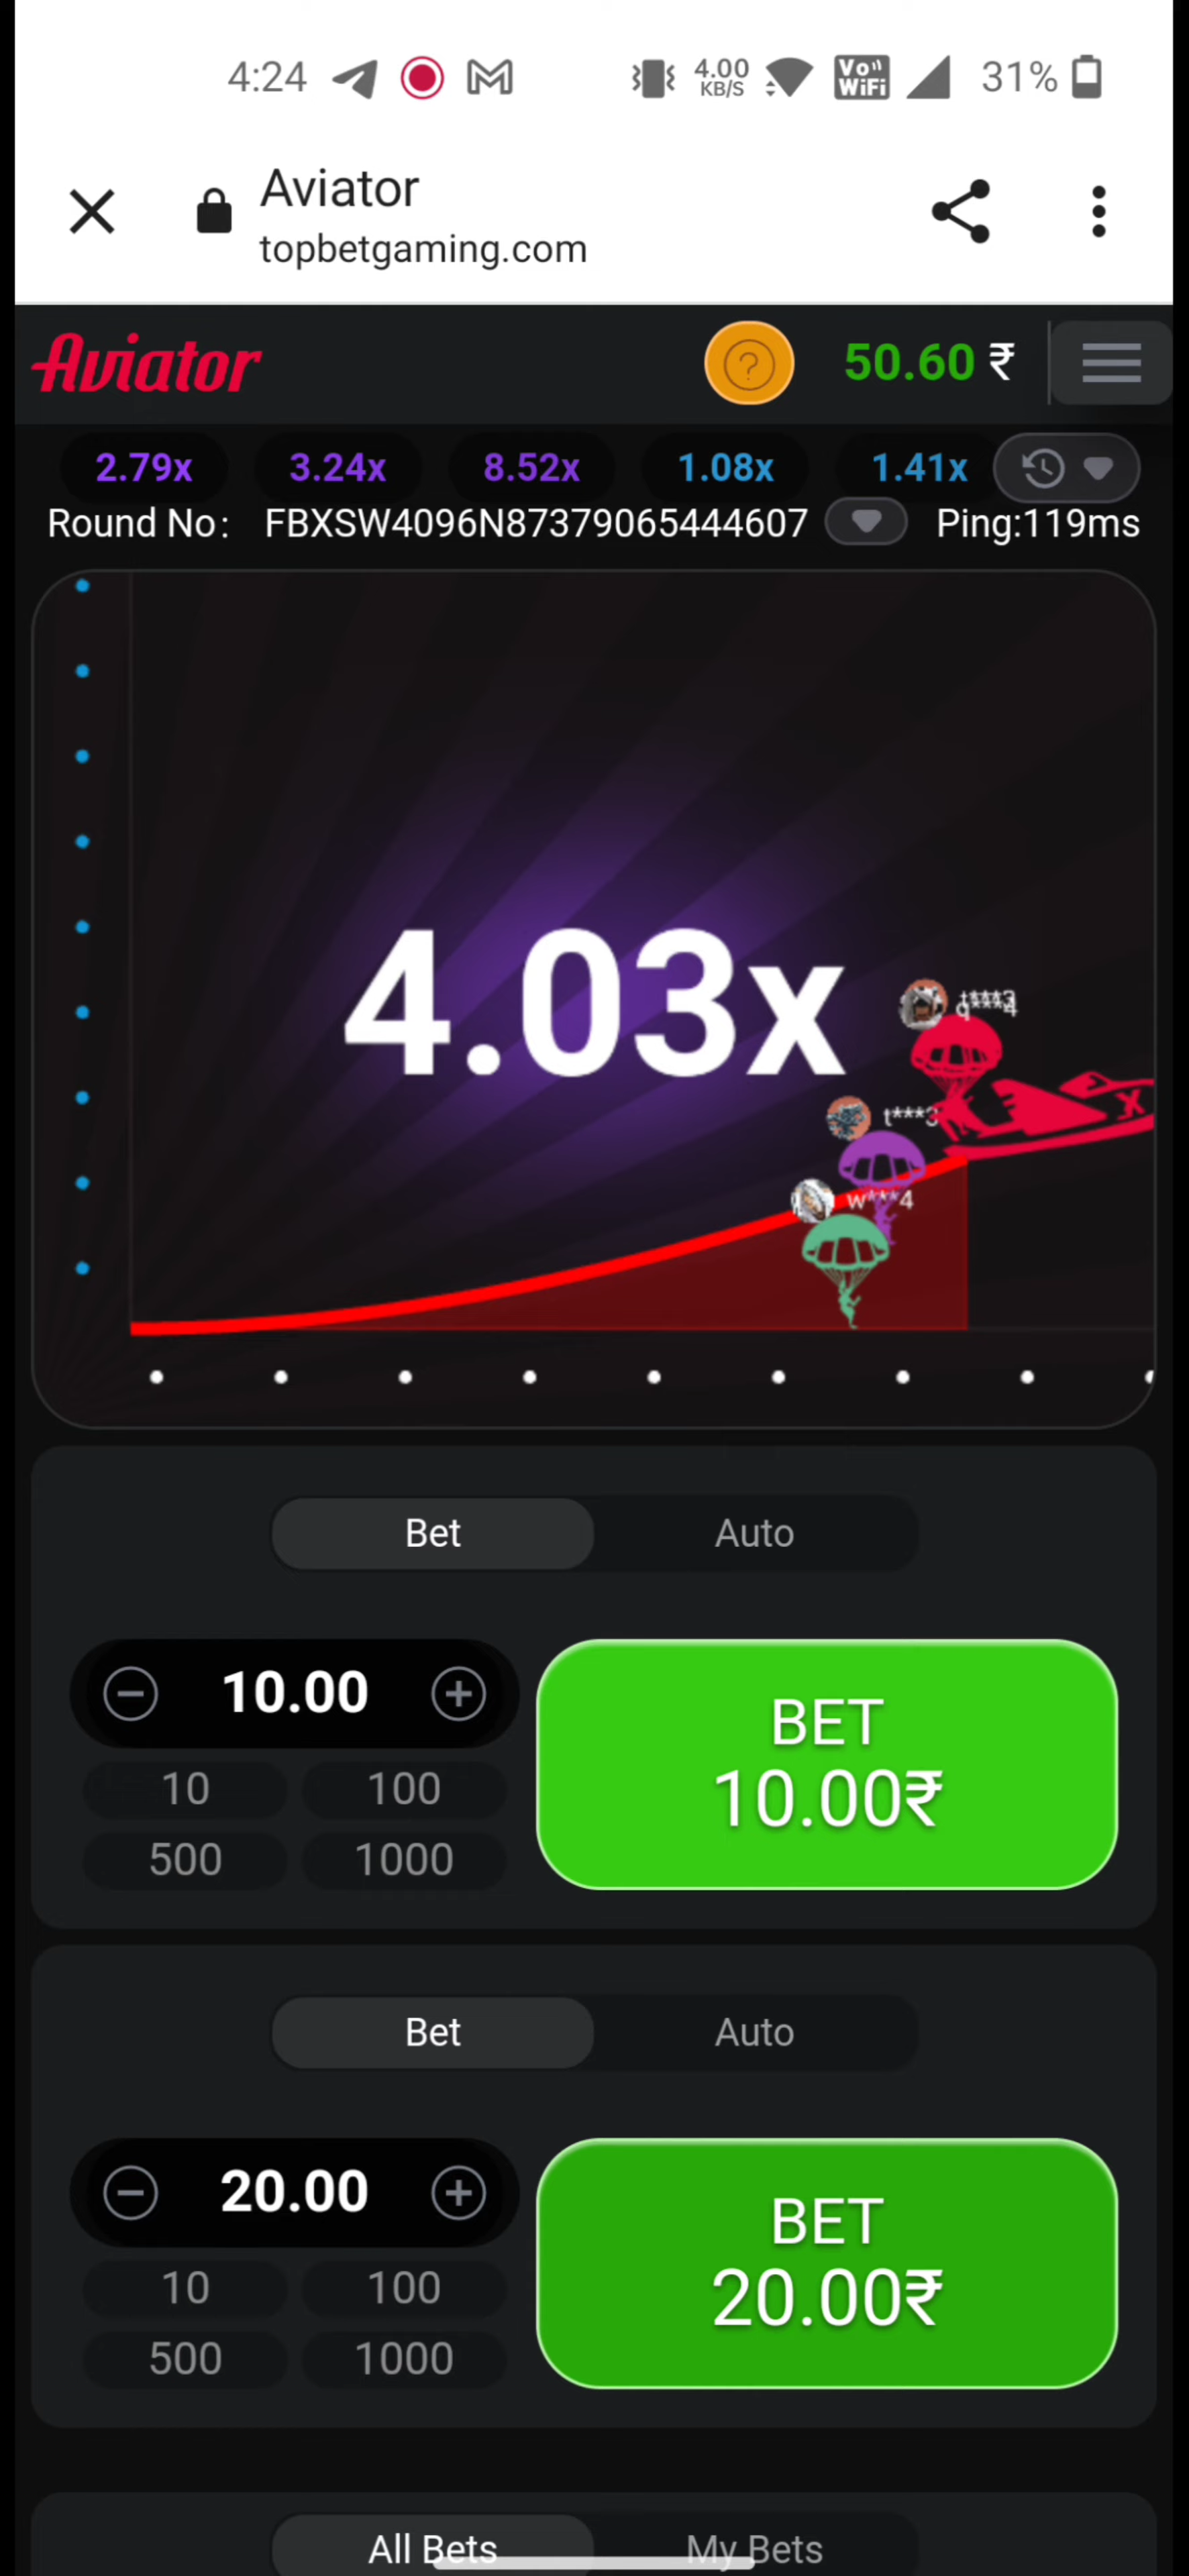 4:24 4.00 KB/S Vo WiFi 31%
Aviator
topbetgaming.com
Aviator ? 50.60 ₹
2.79x 3.24x 8.52x 1.08x 1.41x
Round No: FBXSW4096N87379065444607 Ping:119ms
4.03x
t***3
w***4
X
Bet Auto
10.00
BET
10.00₹
10 100
500 1000
Bet Auto
20.00
BET
20.00₹
10 100
500 1000
All Bets My Bets